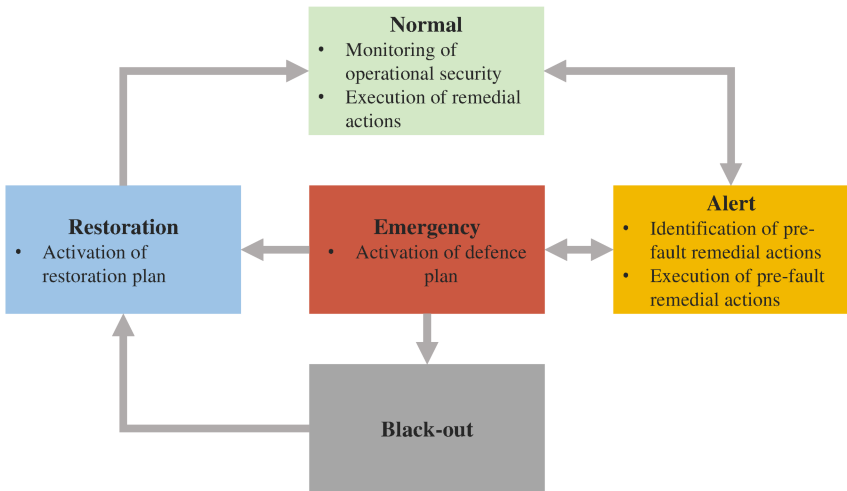 Normal
• Monitoring of
operational security
• Execution of remedial
actions
Restoration
• Activation of
restoration plan
Emergency
• Activation of defence
plan
Alert
• Identification of pre-
fault remedial actions
• Execution of pre-fault
remedial actions
Black-out